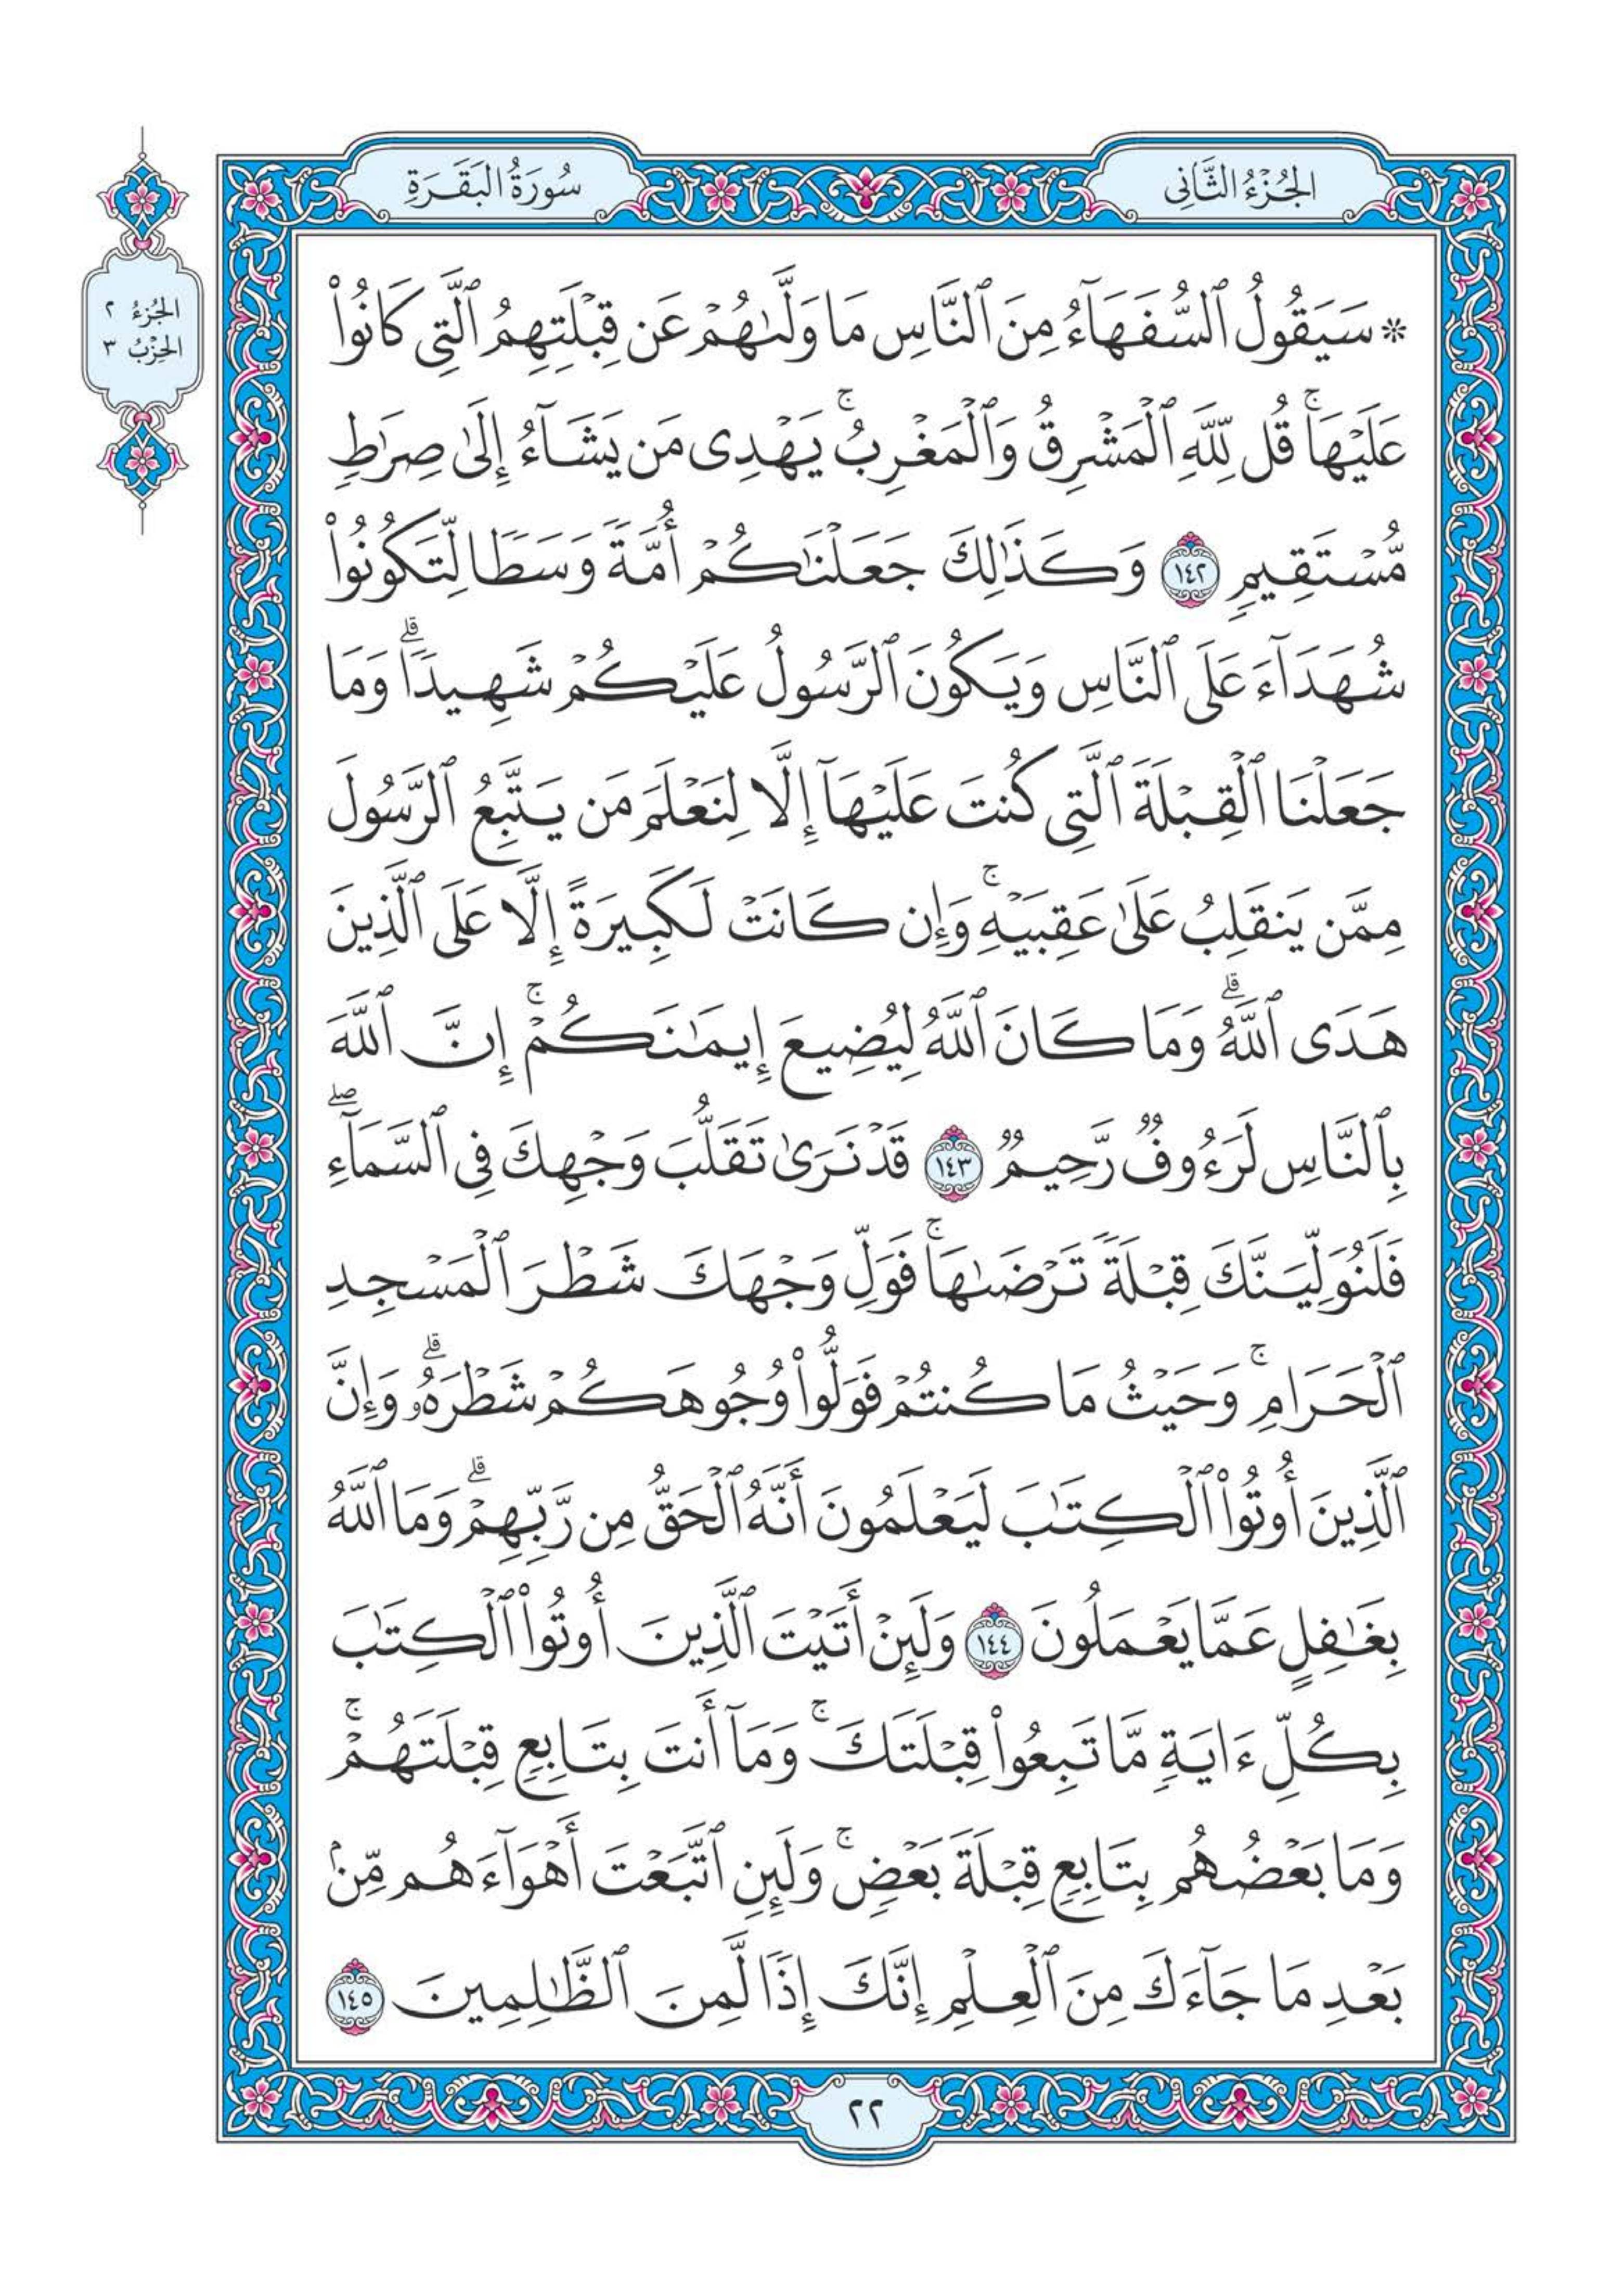 الجُزْءُ الثَّانِى
سُورَةُ البَقَرَةِ
الجُزْءُ ٢
الحِزْبُ ٣
۞ سَيَقُولُ ٱلسُّفَهَآءُ مِنَ ٱلنَّاسِ مَا وَلَّىٰهُمْ عَن قِبْلَتِهِمُ ٱلَّتِى كَانُوا۟
عَلَيْهَا ۚ قُل لِّلَّهِ ٱلْمَشْرِقُ وَٱلْمَغْرِبُ ۚ يَهْدِى مَن يَشَآءُ إِلَىٰ صِرَٰطٍ
مُّسْتَقِيمٍ ١٤٢ وَكَذَٰلِكَ جَعَلْنَٰكُمْ أُمَّةً وَسَطًا لِّتَكُونُوا۟
شُهَدَآءَ عَلَى ٱلنَّاسِ وَيَكُونَ ٱلرَّسُولُ عَلَيْكُمْ شَهِيدًا ۗ وَمَا
جَعَلْنَا ٱلْقِبْلَةَ ٱلَّتِى كُنتَ عَلَيْهَآ إِلَّا لِنَعْلَمَ مَن يَتَّبِعُ ٱلرَّسُولَ
مِمَّن يَنقَلِبُ عَلَىٰ عَقِبَيْهِ ۚ وَإِن كَانَتْ لَكَبِيرَةً إِلَّا عَلَى ٱلَّذِينَ
هَدَى ٱللَّهُ ۗ وَمَا كَانَ ٱللَّهُ لِيُضِيعَ إِيمَٰنَكُمْ ۚ إِنَّ ٱللَّهَ
بِٱلنَّاسِ لَرَءُوفٌ رَّحِيمٌ ١٤٣ قَدْ نَرَىٰ تَقَلُّبَ وَجْهِكَ فِى ٱلسَّمَآءِ ۖ
فَلَنُوَلِّيَنَّكَ قِبْلَةً تَرْضَىٰهَا ۚ فَوَلِّ وَجْهَكَ شَطْرَ ٱلْمَسْجِدِ
ٱلْحَرَامِ ۚ وَحَيْثُ مَا كُنتُمْ فَوَلُّوا۟ وُجُوهَكُمْ شَطْرَهُۥ ۗ وَإِنَّ
ٱلَّذِينَ أُوتُوا۟ ٱلْكِتَٰبَ لَيَعْلَمُونَ أَنَّهُ ٱلْحَقُّ مِن رَّبِّهِمْ ۗ وَمَا ٱللَّهُ
بِغَٰفِلٍ عَمَّا يَعْمَلُونَ ١٤٤ وَلَئِنْ أَتَيْتَ ٱلَّذِينَ أُوتُوا۟ ٱلْكِتَٰبَ
بِكُلِّ ءَايَةٍ مَّا تَبِعُوا۟ قِبْلَتَكَ ۚ وَمَآ أَنتَ بِتَابِعٍ قِبْلَتَهُمْ ۚ
وَمَا بَعْضُهُم بِتَابِعٍ قِبْلَةَ بَعْضٍ ۚ وَلَئِنِ ٱتَّبَعْتَ أَهْوَآءَهُم مِّنۢ
بَعْدِ مَا جَآءَكَ مِنَ ٱلْعِلْمِ إِنَّكَ إِذًا لَّمِنَ ٱلظَّٰلِمِينَ ١٤٥
٢٢